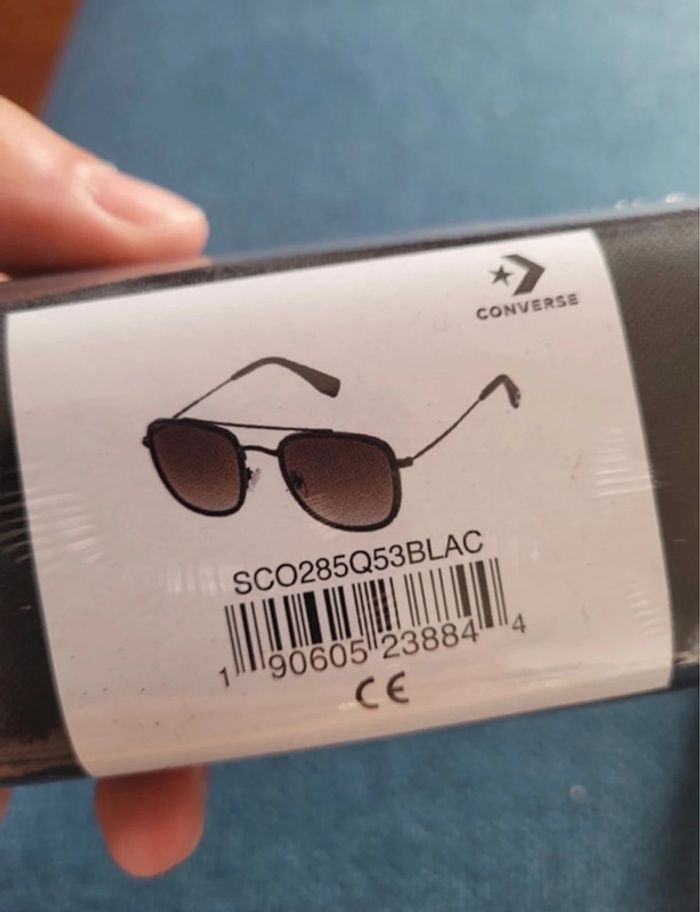 CONVERSE
SCO285Q53BLAC
1 90605 23884 4
CE